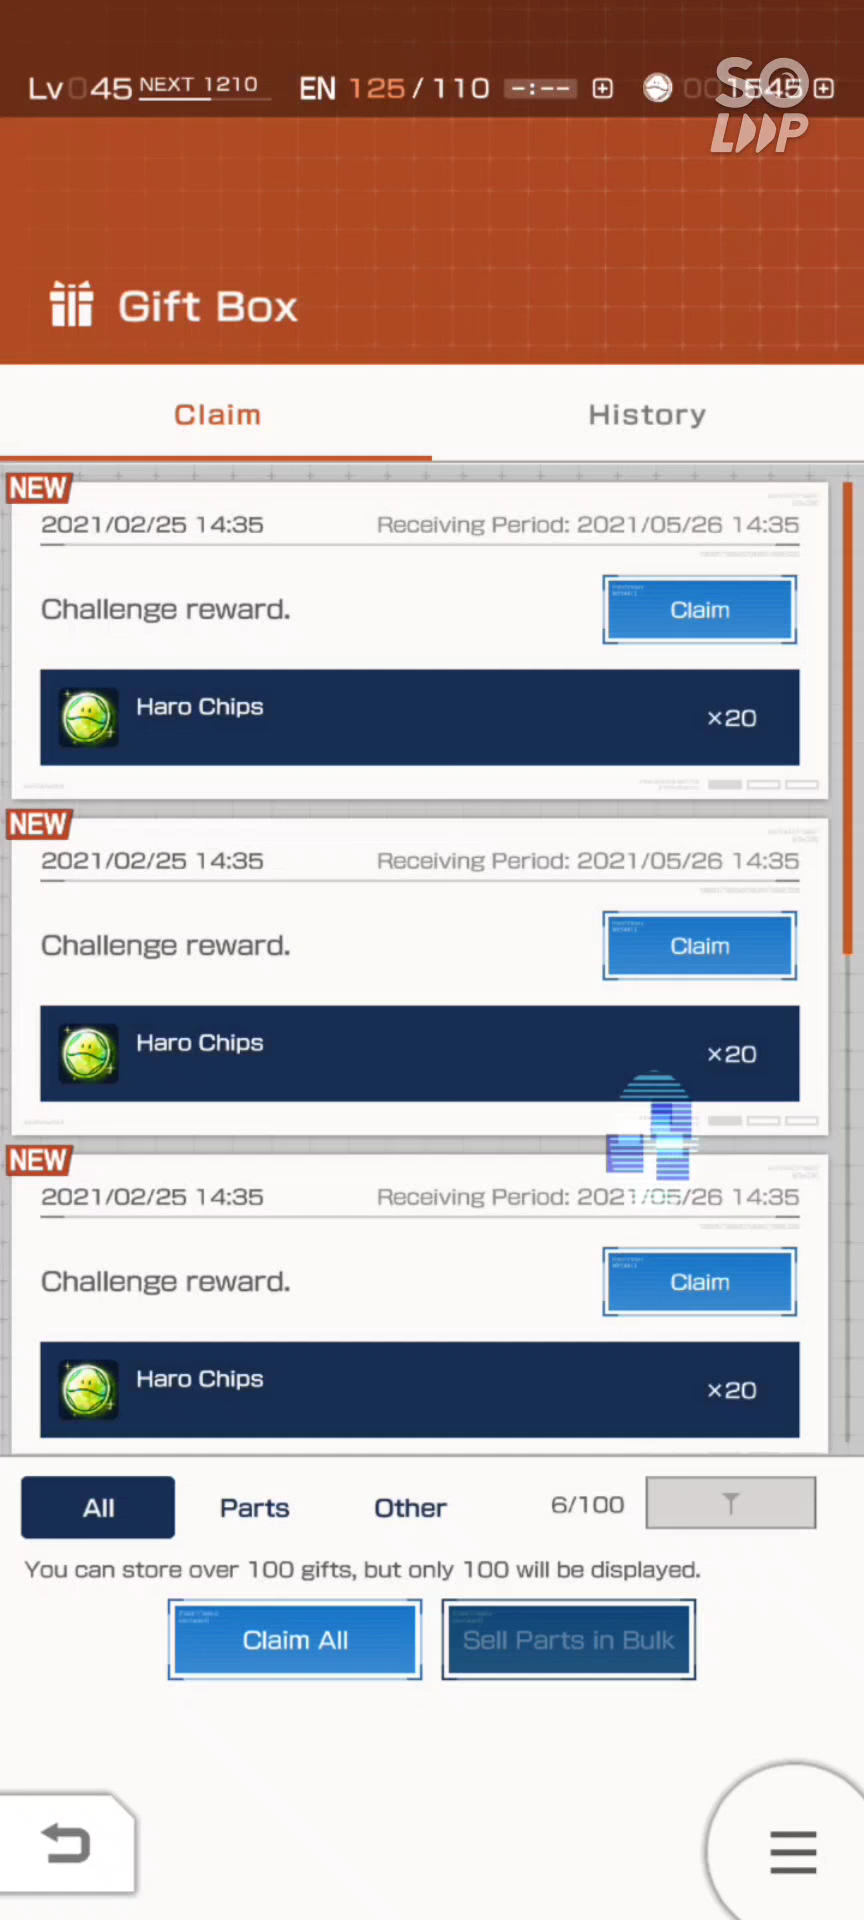 Lv 045 NEXT 1210 EN 125/110 --:-- 001545
SOLOOP
Gift Box
Claim History
NEW
2021/02/25 14:35 Receiving Period: 2021/05/26 14:35
Challenge reward. Claim
Haro Chips ×20
NEW
2021/02/25 14:35 Receiving Period: 2021/05/26 14:35
Challenge reward. Claim
Haro Chips ×20
NEW
2021/02/25 14:35 Receiving Period: 2021/05/26 14:35
Challenge reward. Claim
Haro Chips ×20
All Parts Other 6/100
You can store over 100 gifts, but only 100 will be displayed.
Claim All Sell Parts in Bulk